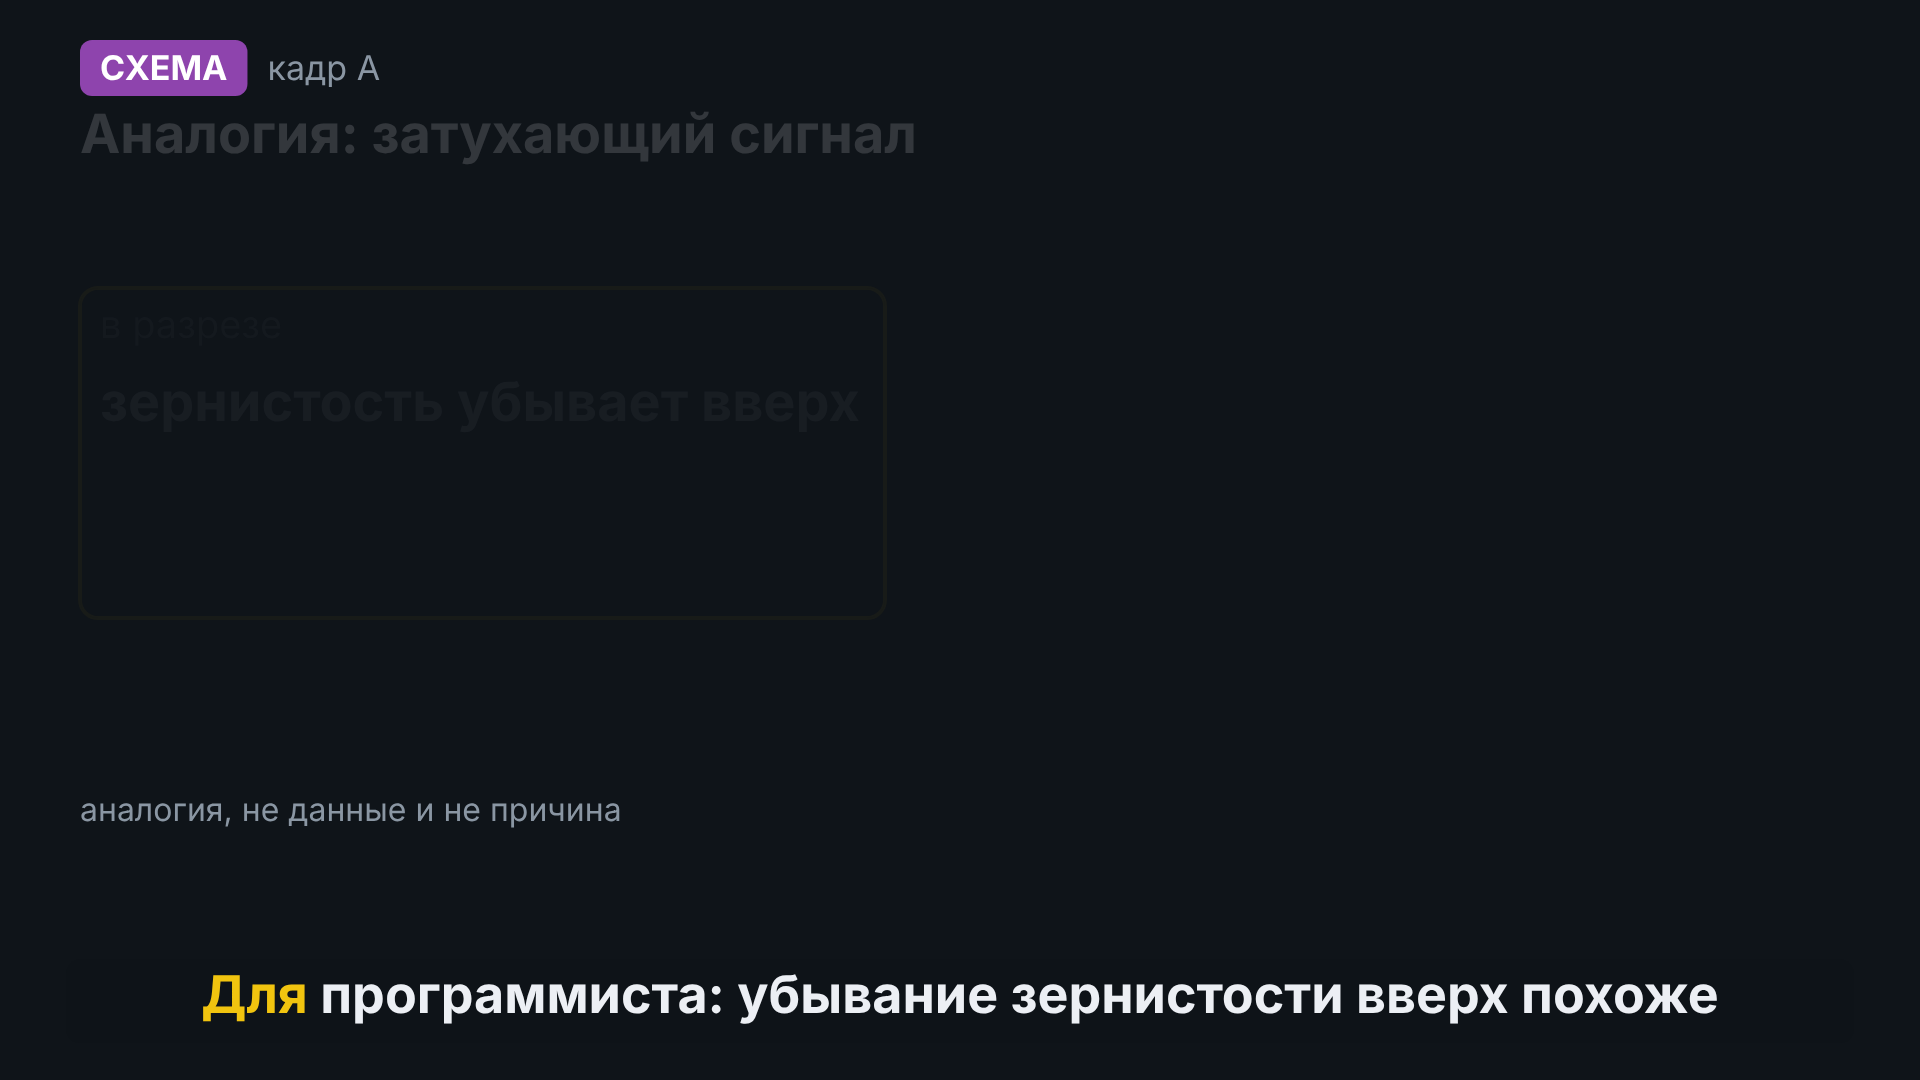 СХЕМА кадр А
Аналогия: затухающий сигнал
в разрезе
зернистость убывает вверх
аналогия, не данные и не причина
Для программиста: убывание зернистости вверх похоже